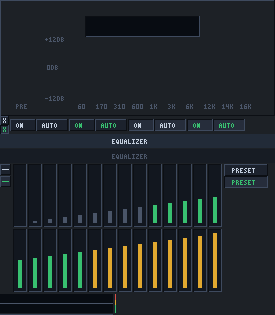 +12DB
0DB
-12DB
PRE 60 170 310 600 1K 3K 6K 12K 14K 16K
X
X
ON AUTO ON AUTO ON AUTO ON AUTO
EQUALIZER
EQUALIZER
PRESET
PRESET